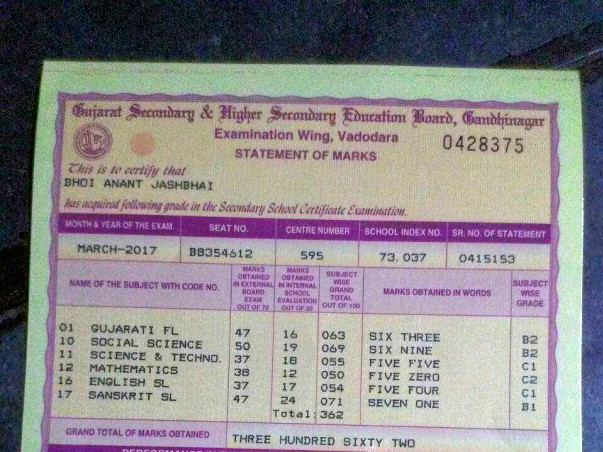 Gujarat Secondary & Higher Secondary Education Board, Gandhinagar
Examination Wing, Vadodara
0428375
STATEMENT OF MARKS
This is to certify that
BHOI ANANT JASHBHAI
has acquired following grade in the Secondary School Certificate Examination.
MONTH & YEAR OF THE EXAM. SEAT NO. CENTRE NUMBER SCHOOL INDEX NO. SR. NO. OF STATEMENT
MARCH-2017 BB354612 595 73.037 0415153
NAME OF THE SUBJECT WITH CODE NO. MARKS OBTAINED IN EXTERNAL BOARD EXAM OUT OF 70 MARKS OBTAINED IN INTERNAL SCHOOL EVALUATION OUT OF 30 SUBJECT WISE GRAND TOTAL OUT OF 100 MARKS OBTAINED IN WORDS SUBJECT WISE GRADE
01 GUJARATI FL 47 16 063 SIX THREE B2
10 SOCIAL SCIENCE 50 19 069 SIX NINE B2
11 SCIENCE & TECHNO. 37 18 055 FIVE FIVE C1
12 MATHEMATICS 38 12 050 FIVE ZERO C2
16 ENGLISH SL 37 17 054 FIVE FOUR C1
17 SANSKRIT SL 47 24 071 SEVEN ONE B1
Total: 362
GRAND TOTAL OF MARKS OBTAINED THREE HUNDRED SIXTY TWO